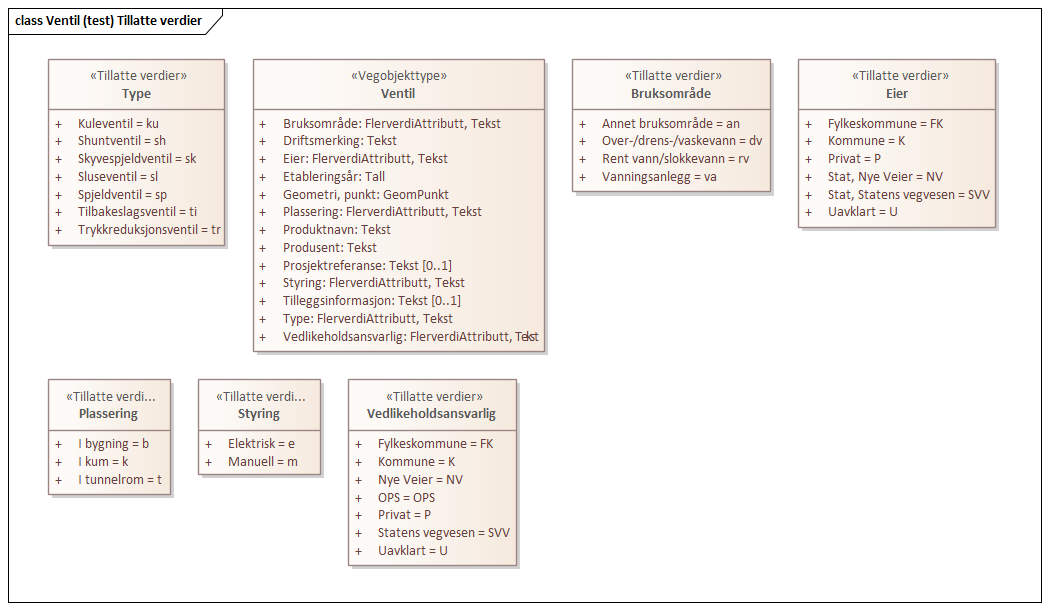 class Ventil (test) Tillatte verdier
«Tillatte verdier»
Type
+ Kuleventil = ku
+ Shuntventil = sh
+ Skyvespjeldventil = sk
+ Sluseventil = sl
+ Spjeldventil = sp
+ Tilbakeslagsventil = ti
+ Trykkreduksjonsventil = tr
«Vegobjekttype»
Ventil
+ Bruksområde: FlerverdiAttributt, Tekst
+ Driftsmerking: Tekst
+ Eier: FlerverdiAttributt, Tekst
+ Etableringsår: Tall
+ Geometri, punkt: GeomPunkt
+ Plassering: FlerverdiAttributt, Tekst
+ Produktnavn: Tekst
+ Produsent: Tekst
+ Prosjektreferanse: Tekst [0..1]
+ Styring: FlerverdiAttributt, Tekst
+ Tilleggsinformasjon: Tekst [0..1]
+ Type: FlerverdiAttributt, Tekst
+ Vedlikeholdsansvarlig: FlerverdiAttributt, Tekst
«Tillatte verdier»
Bruksområde
+ Annet bruksområde = an
+ Over-/drens-/vaskevann = dv
+ Rent vann/slokkevann = rv
+ Vanningsanlegg = va
«Tillatte verdier»
Eier
+ Fylkeskommune = FK
+ Kommune = K
+ Privat = P
+ Stat, Nye Veier = NV
+ Stat, Statens vegvesen = SVV
+ Uavklart = U
«Tillatte verdi...
Plassering
+ I bygning = b
+ I kum = k
+ I tunnelrom = t
«Tillatte verdi...
Styring
+ Elektrisk = e
+ Manuell = m
«Tillatte verdier»
Vedlikeholdsansvarlig
+ Fylkeskommune = FK
+ Kommune = K
+ Nye Veier = NV
+ OPS = OPS
+ Privat = P
+ Statens vegvesen = SVV
+ Uavklart = U